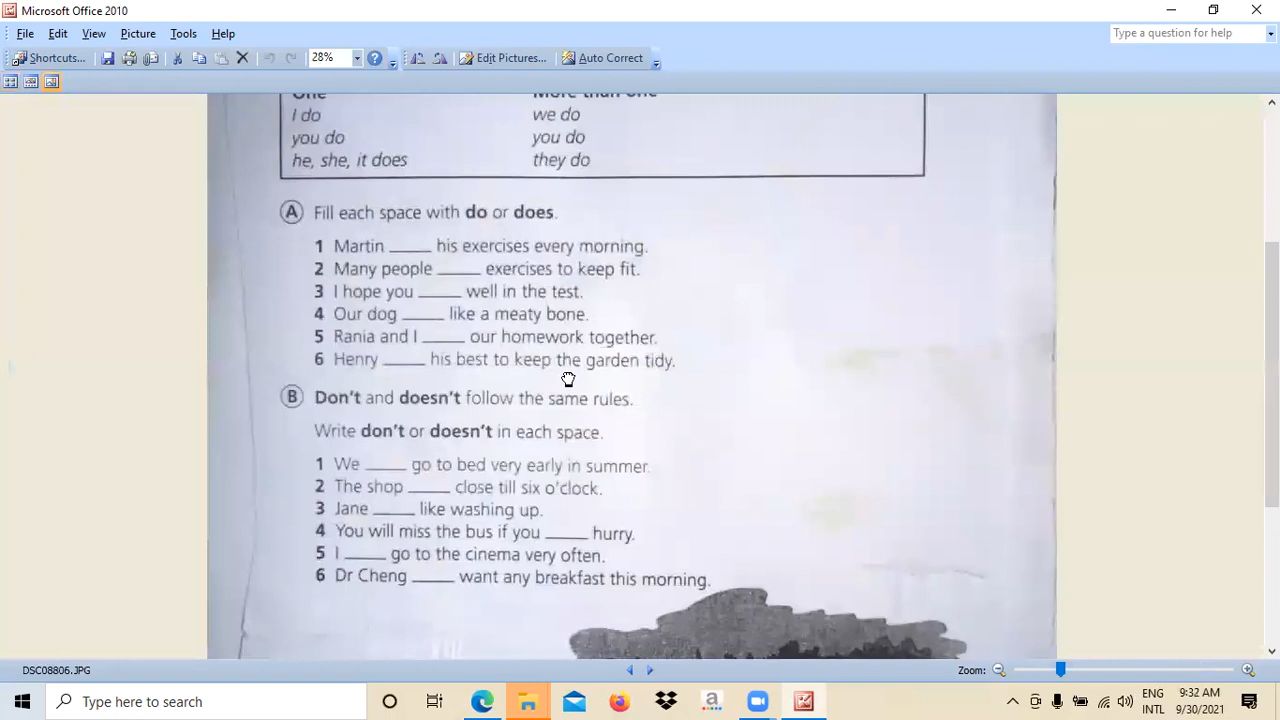 Microsoft Office 2010
File Edit View Picture Tools Help
Type a question for help
Shortcuts... 28% Edit Pictures... Auto Correct
One More than one
I do we do
you do you do
he, she, it does they do
A Fill each space with do or does.
1 Martin _____ his exercises every morning.
2 Many people _____ exercises to keep fit.
3 I hope you _____ well in the test.
4 Our dog _____ like a meaty bone.
5 Rania and I _____ our homework together.
6 Henry _____ his best to keep the garden tidy.
B Don't and doesn't follow the same rules.
Write don't or doesn't in each space.
1 We _____ go to bed very early in summer.
2 The shop _____ close till six o'clock.
3 Jane _____ like washing up.
4 You will miss the bus if you _____ hurry.
5 I _____ go to the cinema very often.
6 Dr Cheng _____ want any breakfast this morning.
DSC08806.JPG Zoom:
Type here to search
ENG 9:32 AM
INTL 9/30/2021